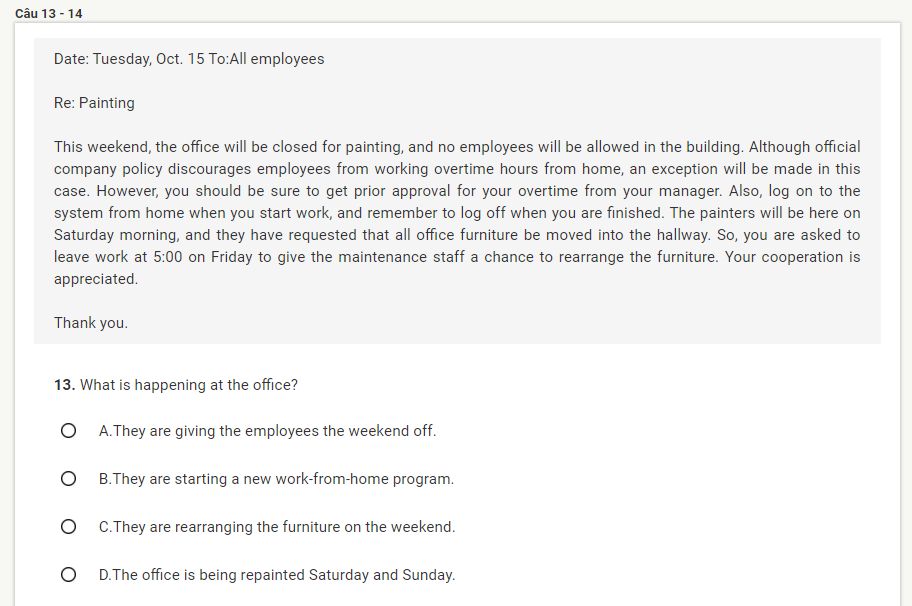 Câu 13 - 14
Date: Tuesday, Oct. 15 To:All employees
Re: Painting
This weekend, the office will be closed for painting, and no employees will be allowed in the building. Although official
company policy discourages employees from working overtime hours from home, an exception will be made in this
case. However, you should be sure to get prior approval for your overtime from your manager. Also, log on to the
system from home when you start work, and remember to log off when you are finished. The painters will be here on
Saturday morning, and they have requested that all office furniture be moved into the hallway. So, you are asked to
leave work at 5:00 on Friday to give the maintenance staff a chance to rearrange the furniture. Your cooperation is
appreciated.
Thank you.
13. What is happening at the office?
A.They are giving the employees the weekend off.
B.They are starting a new work-from-home program.
C.They are rearranging the furniture on the weekend.
D.The office is being repainted Saturday and Sunday.